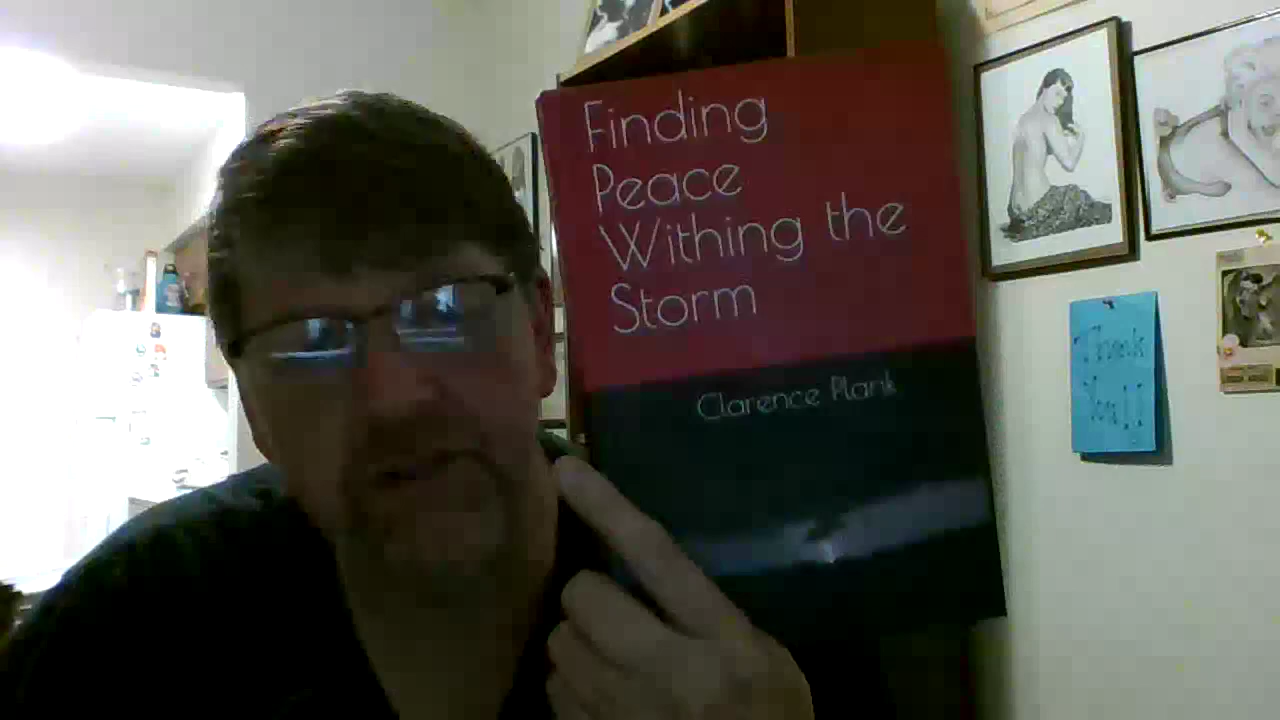 Finding
Peace
Withing the
Storm
Clarence Plank
Thank
You!!